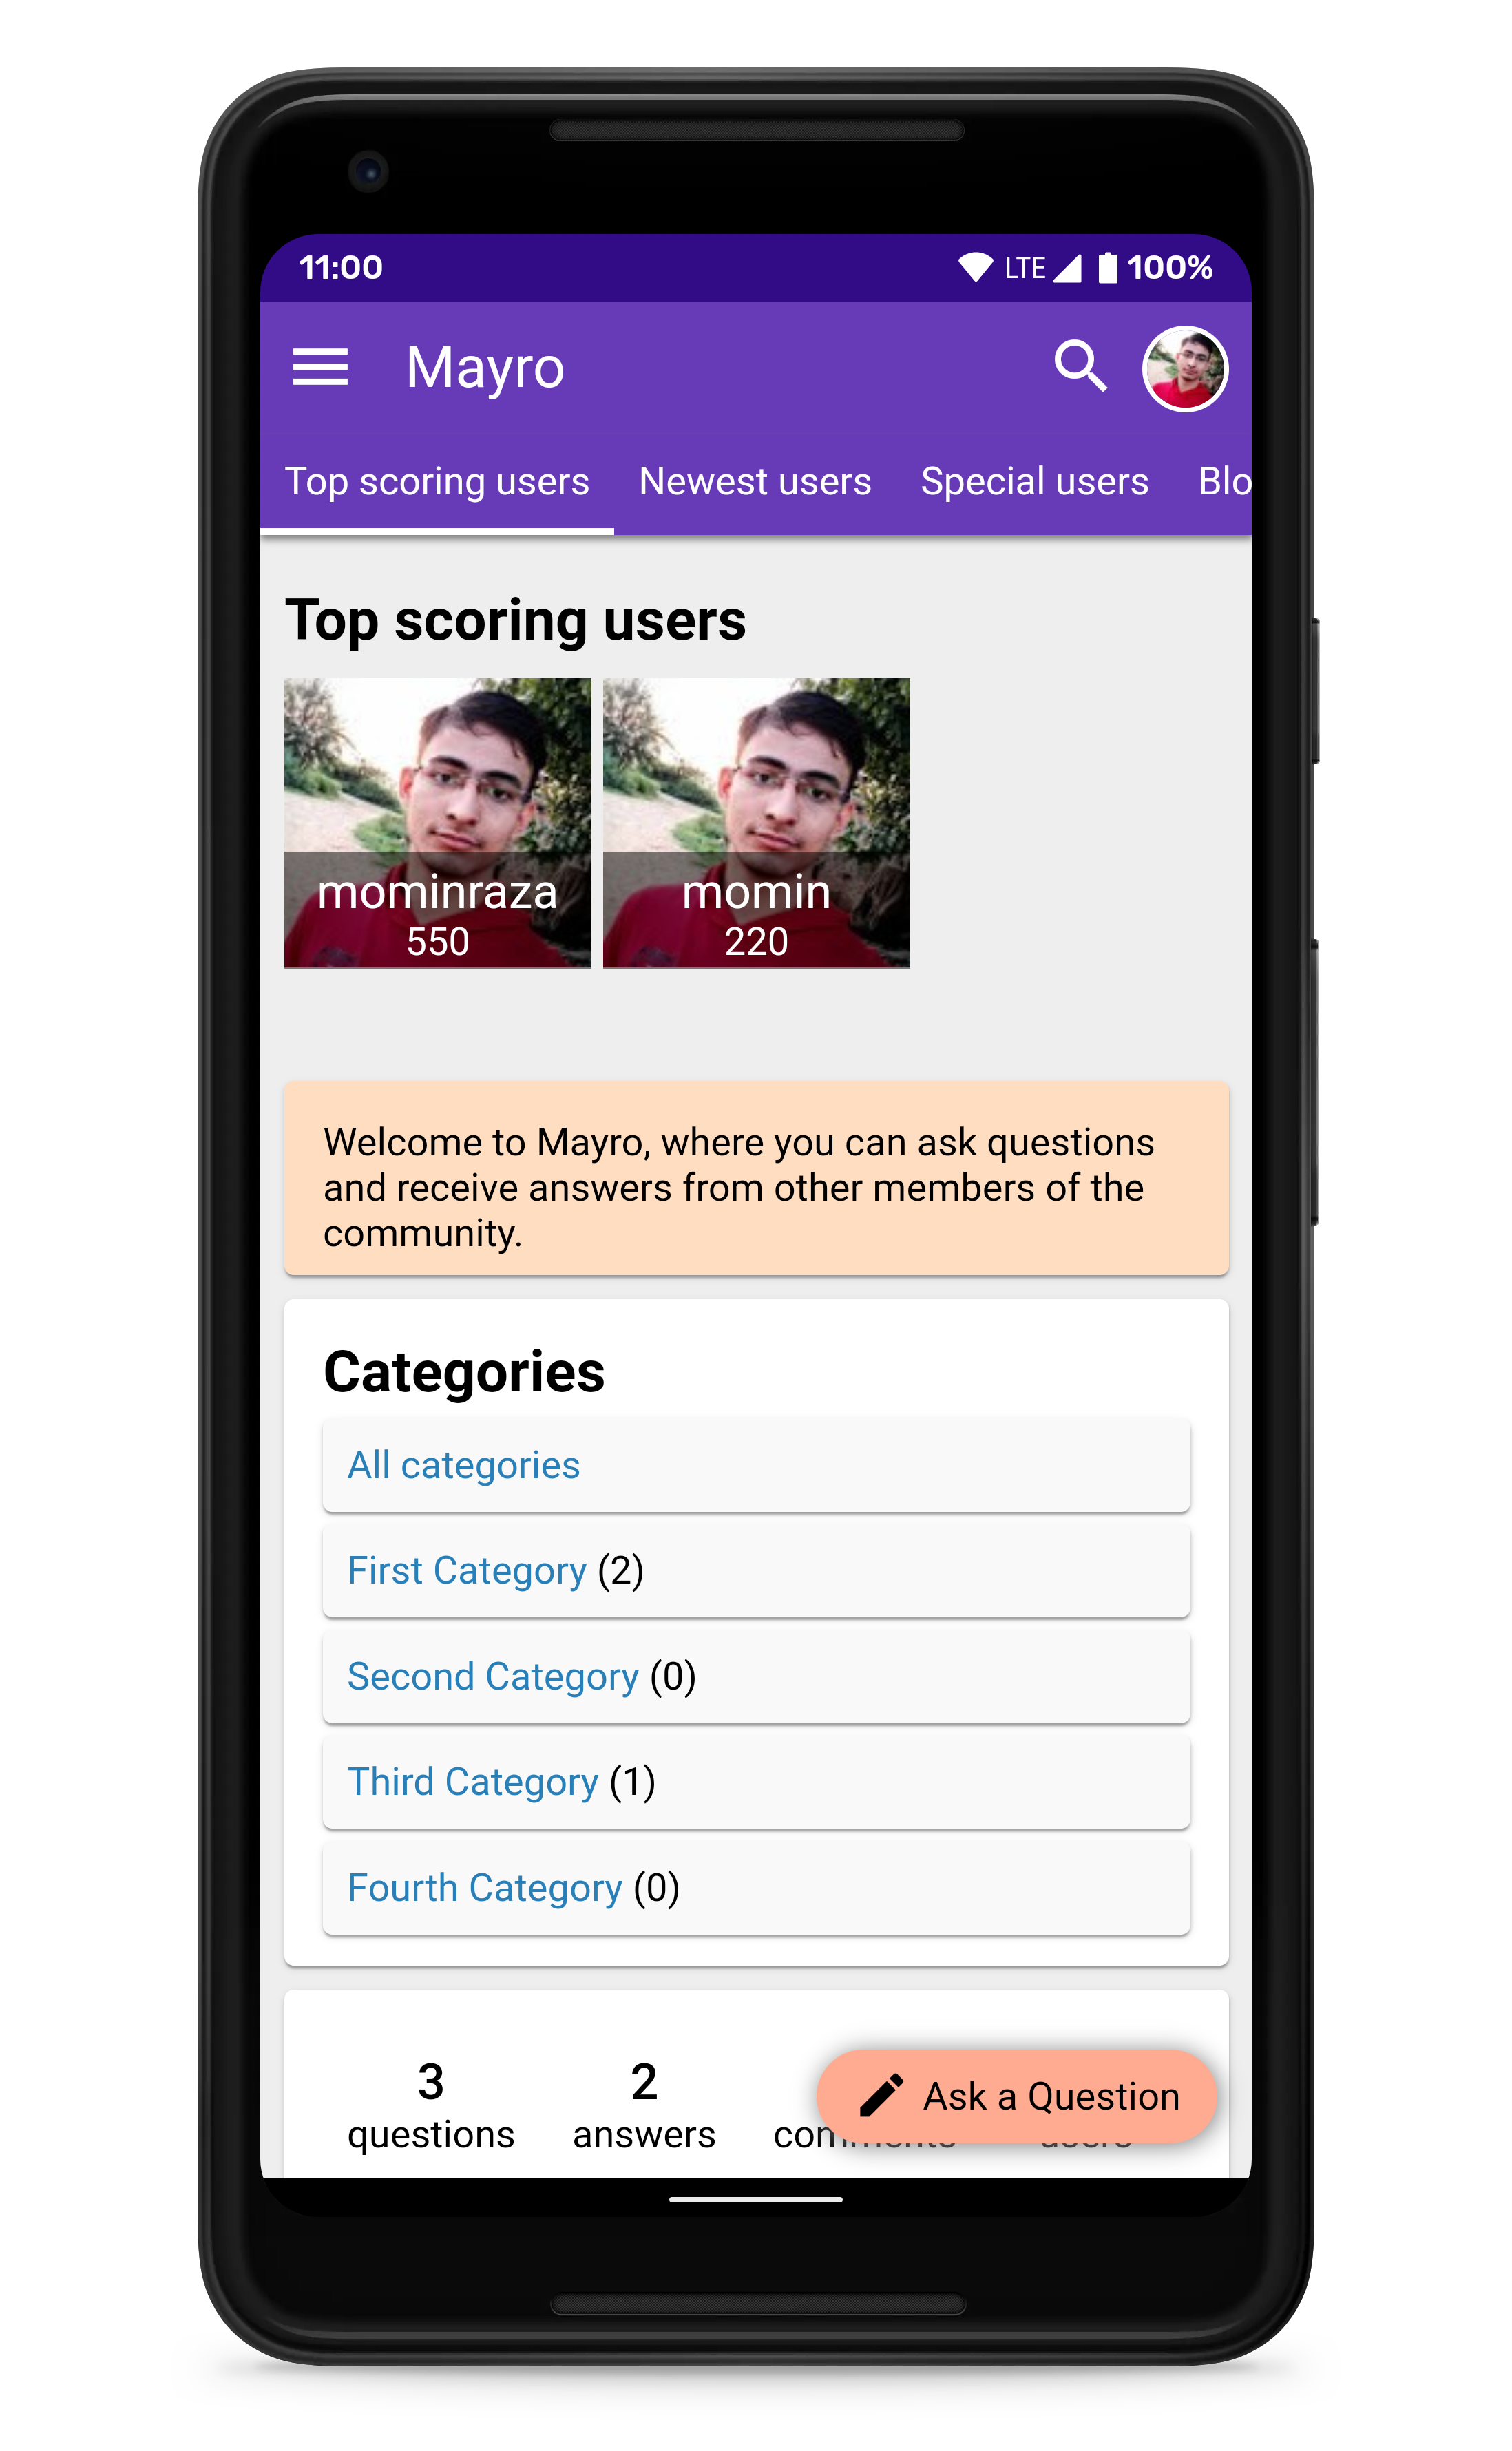 11:00 LTE 100%
Mayro
Top scoring users Newest users Special users Blo
Top scoring users
mominraza
550
momin
220
Welcome to Mayro, where you can ask questions
and receive answers from other members of the
community.
Categories
All categories
First Category (2)
Second Category (0)
Third Category (1)
Fourth Category (0)
3 2
questions answers
Ask a Question